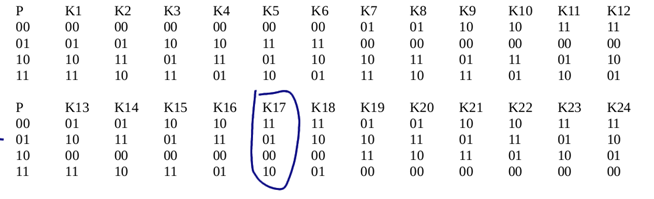 P K1 K2 K3 K4 K5 K6 K7 K8 K9 K10 K11 K12
00 00 00 00 00 00 00 01 01 10 10 11 11
01 01 01 10 10 11 11 00 00 00 00 00 00
10 10 11 01 11 01 10 10 11 01 11 01 10
11 11 10 11 01 10 01 11 10 11 01 10 01
P K13 K14 K15 K16 K17 K18 K19 K20 K21 K22 K23 K24
00 01 01 10 10 11 11 01 01 10 10 11 11
01 10 11 01 11 01 10 10 11 01 11 01 10
10 00 00 00 00 00 00 11 10 11 01 10 01
11 11 10 11 01 10 01 00 00 00 00 00 00